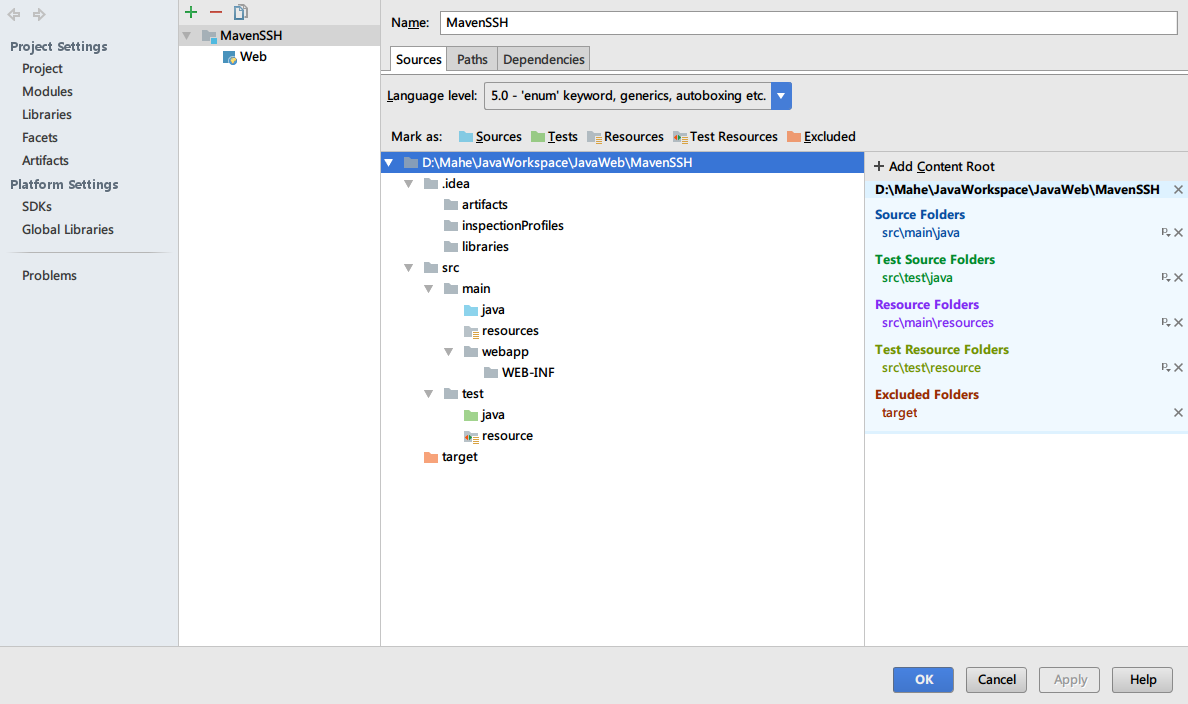 Project Settings
Project
Modules
Libraries
Facets
Artifacts
Platform Settings
SDKs
Global Libraries
Problems
MavenSSH
Web
Name: MavenSSH
Sources Paths Dependencies
Language level: 5.0 - 'enum' keyword, generics, autoboxing etc.
Mark as: Sources Tests Resources Test Resources Excluded
D:\Mahe\JavaWorkspace\JavaWeb\MavenSSH
.idea
artifacts
inspectionProfiles
libraries
src
main
java
resources
webapp
WEB-INF
test
java
resource
target
+ Add Content Root
D:\Mahe\JavaWorkspace\JavaWeb\MavenSSH
Source Folders
src\main\java
Test Source Folders
src\test\java
Resource Folders
src\main\resources
Test Resource Folders
src\test\resource
Excluded Folders
target
OK Cancel Apply Help